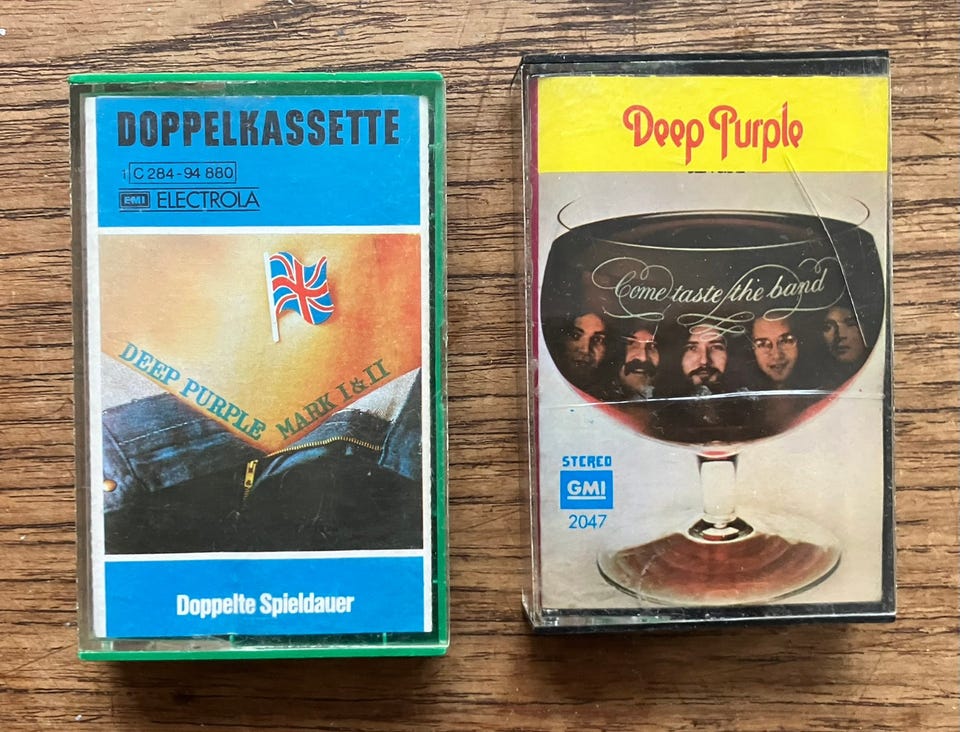 DOPPELKASSETTE
1 C 284-94 880
EMI ELECTROLA
DEEP PURPLE MARK I & II
Doppelte Spieldauer
Deep Purple
Come taste the band
STEREO
GMI
2047